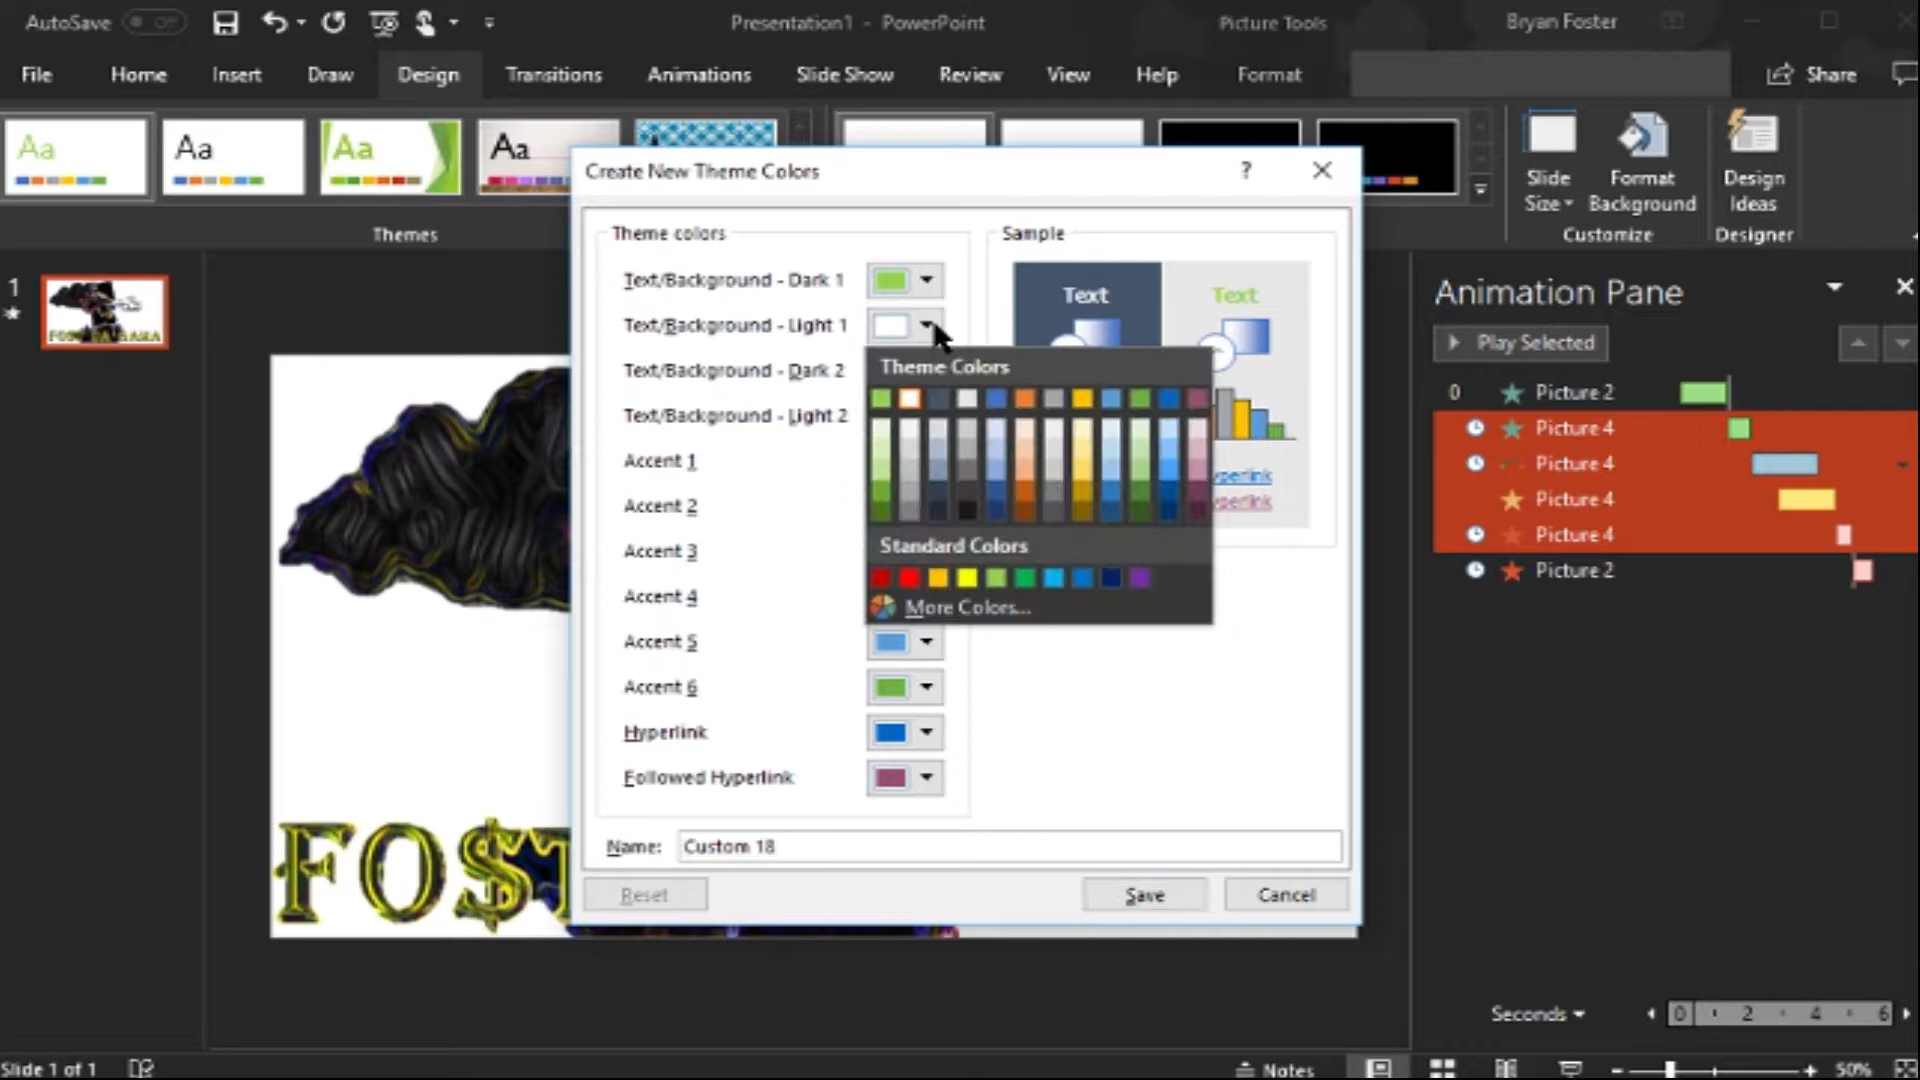 AutoSave Off
Presentation1 - PowerPoint
Picture Tools
Bryan Foster
File Home Insert Draw Design Transitions Animations Slide Show Review View Help Format
Share
Aa Aa Aa Aa
Slide Size
Format Background
Design Ideas
Themes
Customize
Designer
Create New Theme Colors ?
Theme colors
Sample
Text/Background - Dark 1
Text/Background - Light 1
Text/Background - Dark 2
Text/Background - Light 2
Accent 1
Accent 2
Accent 3
Accent 4
Accent 5
Accent 6
Hyperlink
Followed Hyperlink
Text Text
Theme Colors
yperlink
yperlink
Standard Colors
More Colors...
Name: Custom 18
Reset Save Cancel
1
FO$T
Animation Pane
Play Selected
0 Picture 2
Picture 4
Picture 4
Picture 4
Picture 4
Picture 2
Seconds 0 2 4 6
Slide 1 of 1
Notes
50%